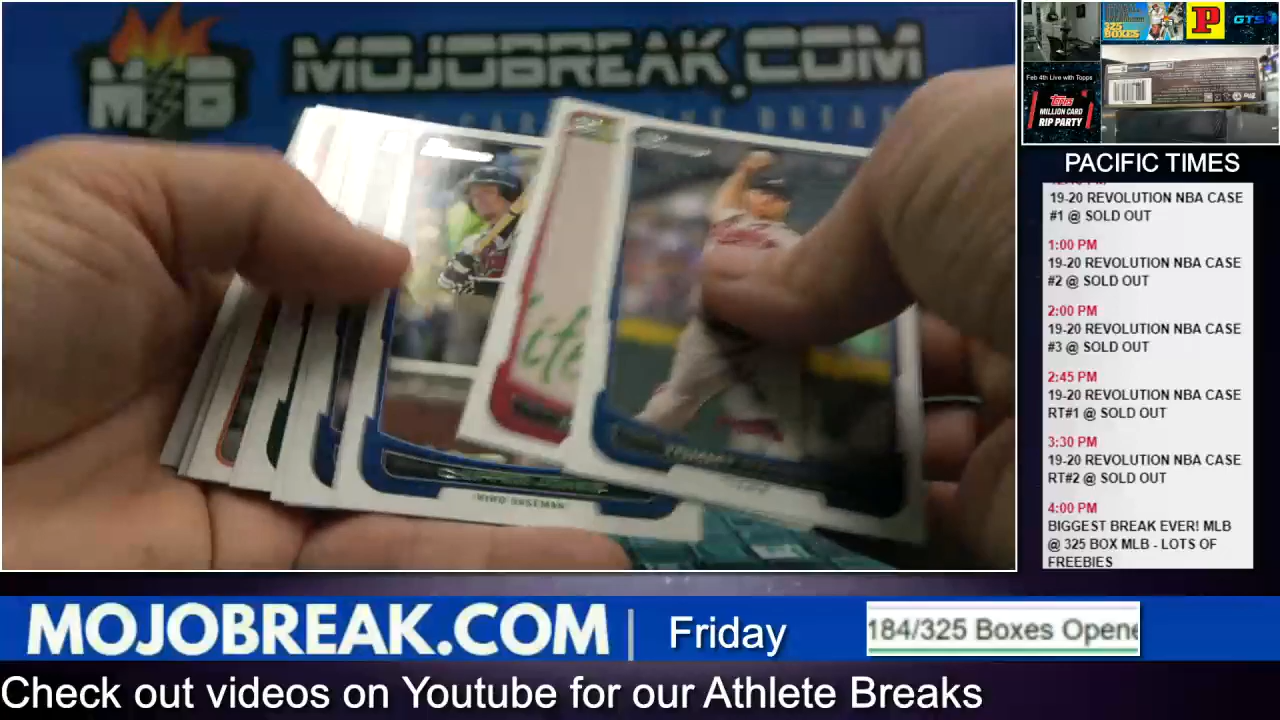 MOJOBREAK.COM
M B
P
GTS
325
BOXES
Feb 4th Live with Topps
Topps
MILLION CARD
RIP PARTY
PACIFIC TIMES
19-20 REVOLUTION NBA CASE
#1 @ SOLD OUT
1:00 PM
19-20 REVOLUTION NBA CASE
#2 @ SOLD OUT
2:00 PM
19-20 REVOLUTION NBA CASE
#3 @ SOLD OUT
2:45 PM
19-20 REVOLUTION NBA CASE
RT#1 @ SOLD OUT
3:30 PM
19-20 REVOLUTION NBA CASE
RT#2 @ SOLD OUT
4:00 PM
BIGGEST BREAK EVER! MLB
@ 325 BOX MLB - LOTS OF
FREEBIES
MOJOBREAK.COM | Friday 184/325 Boxes Opene
Check out videos on Youtube for our Athlete Breaks